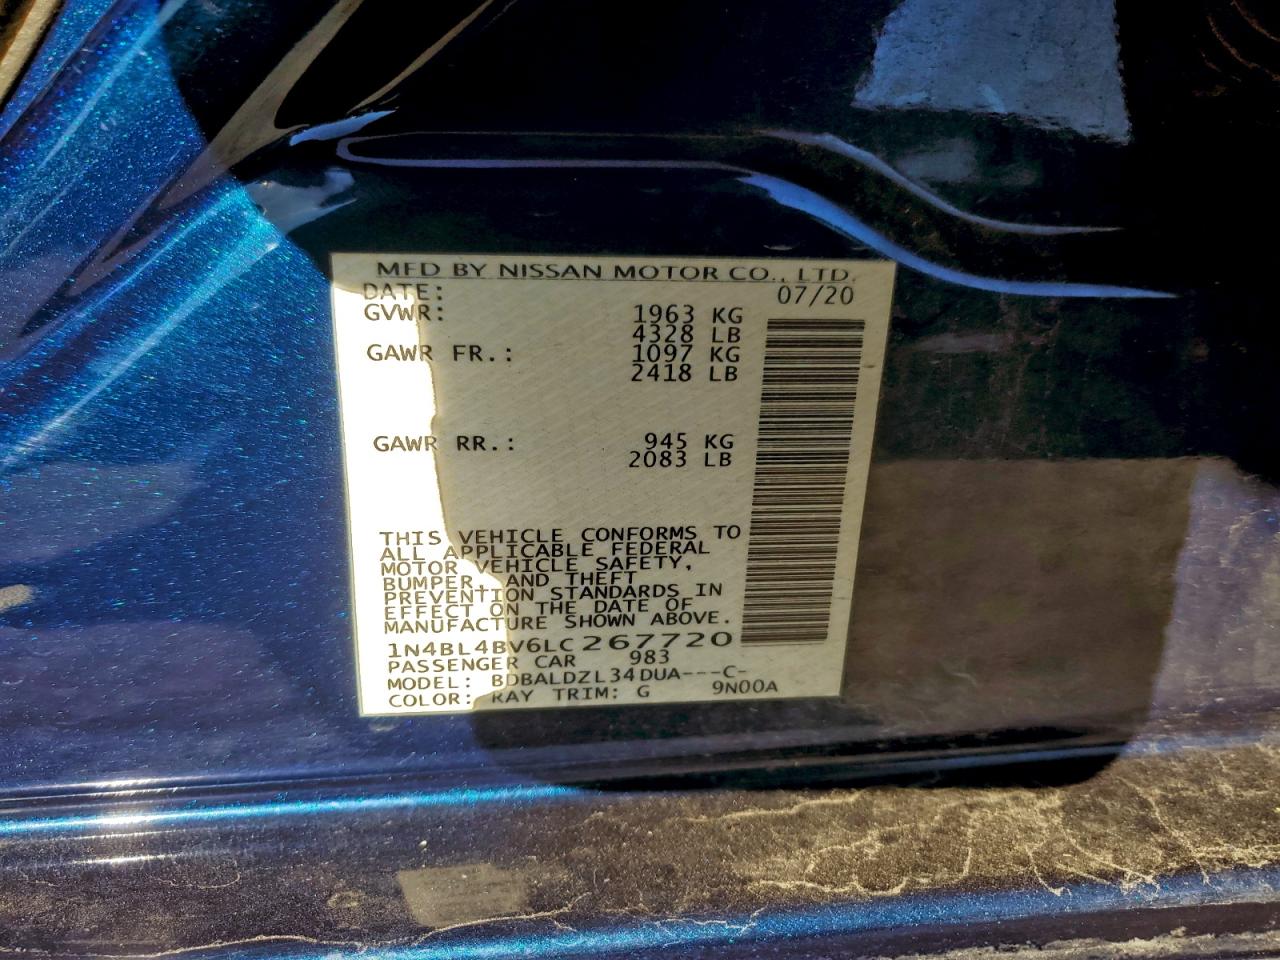 MFD BY NISSAN MOTOR CO., LTD.
DATE: 07/20
GVWR: 1963 KG
4328 LB
GAWR FR.: 1097 KG
2418 LB
GAWR RR.: 945 KG
2083 LB
THIS VEHICLE CONFORMS TO
ALL APPLICABLE FEDERAL
MOTOR VEHICLE SAFETY,
BUMPER, AND THEFT
PREVENTION STANDARDS IN
EFFECT ON THE DATE OF
MANUFACTURE SHOWN ABOVE.
1N4BL4BV6LC267720
PASSENGER CAR 983
MODEL: BDBALDZL34DUA---C-
COLOR: RAY TRIM: G 9N00A